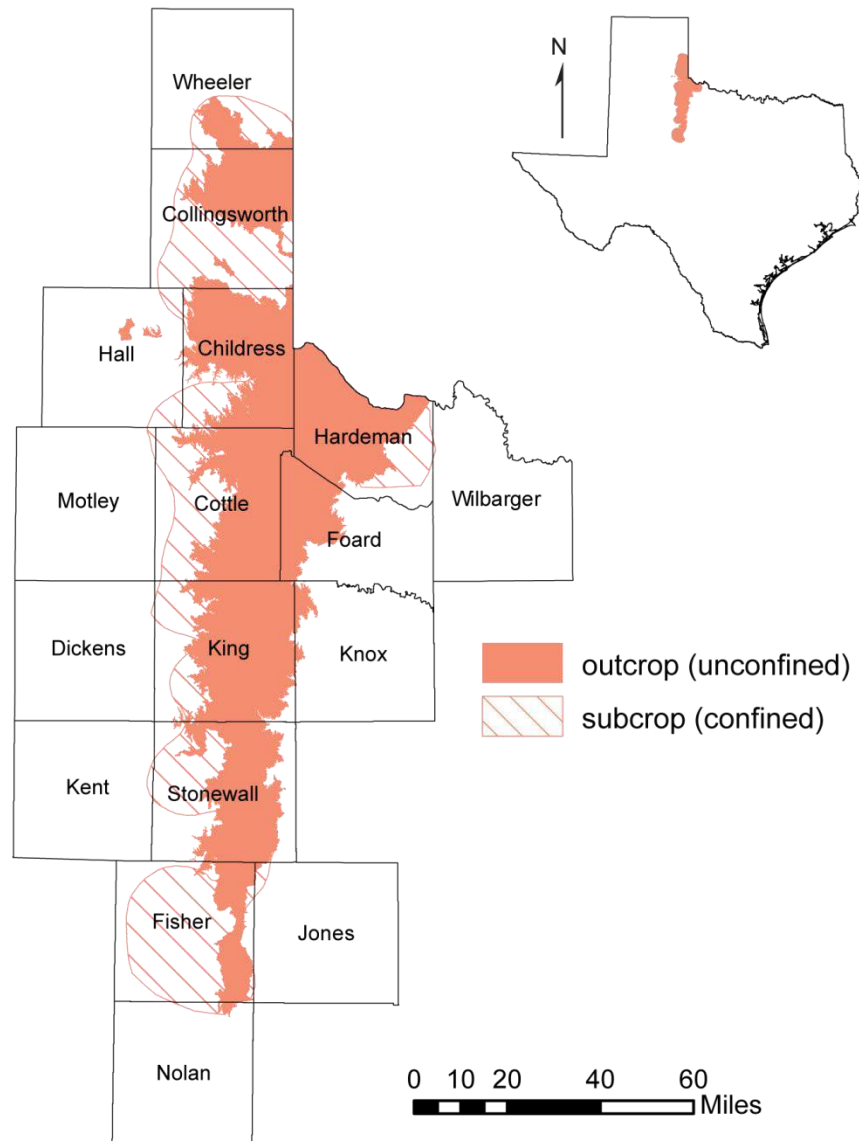 Wheeler
N
Collingsworth
Hall
Childress
Hardeman
Motley
Cottle
Wilbarger
Foard
Dickens
King
Knox
outcrop (unconfined)
subcrop (confined)
Kent
Stonewall
Fisher
Jones
Nolan
0 10 20 40 60
Miles